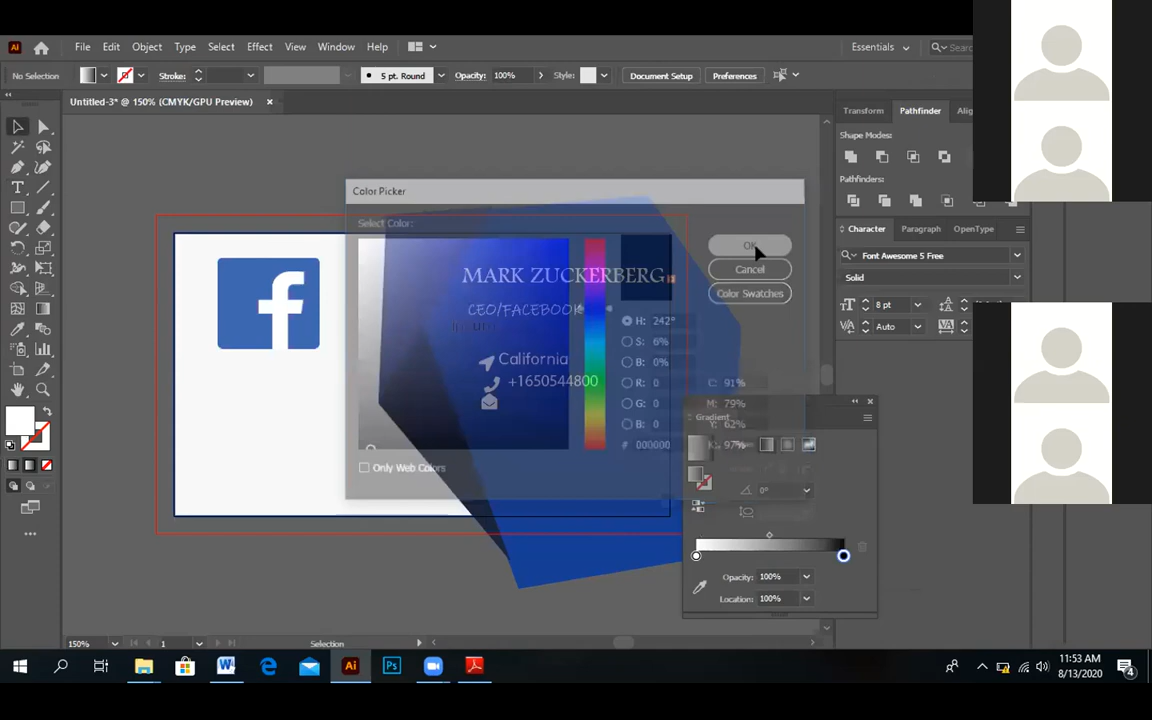 File Edit Object Type Select Effect View Window Help
Essentials
No Selection
Stroke:
5 pt. Round
Opacity: 100%
Style:
Document Setup
Preferences
Untitled-3* @ 150% (CMYK/GPU Preview)
Transform Pathfinder
Shape Modes:
Pathfinders:
Character Paragraph OpenType
Font Awesome 5 Free
Solid
8 pt
Auto
Color Picker
Select Color:
OK
Cancel
Color Swatches
MARK ZUCKERBERG
CEO/FACEBOOK
California
+1650544800
H: 242°
S: 6%
B: 0%
R: 0
G: 0
B: 0
# 000000
C: 91%
M: 79%
Y: 62%
K: 97%
Only Web Colors
Gradient
0°
Opacity: 100%
Location: 100%
150%
1
Selection
11:53 AM
8/13/2020
4